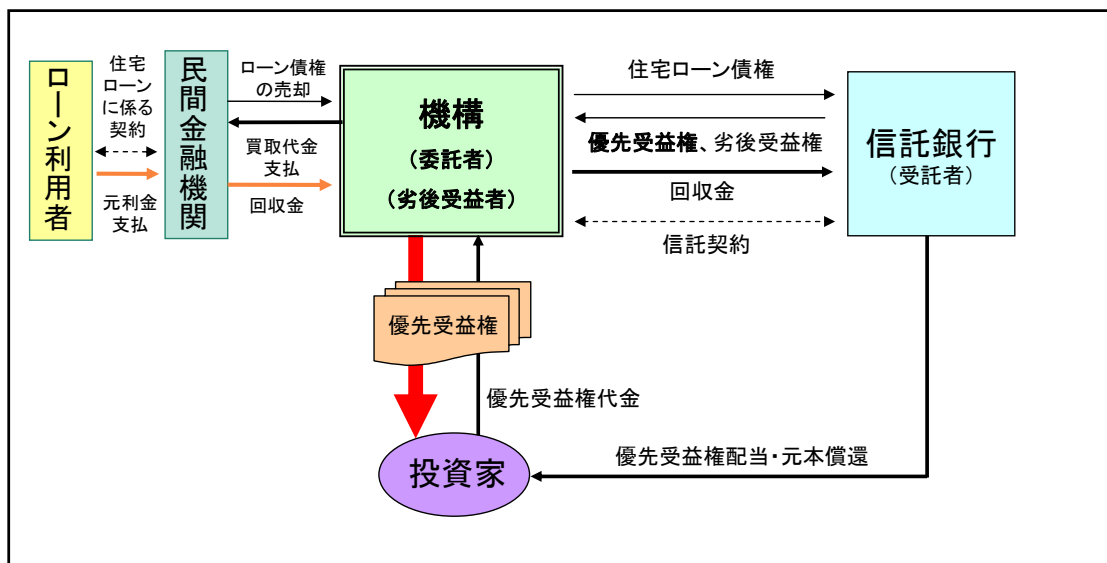 ローン利用者
住宅
ローン
に係る
契約
元利金
支払
民間金融機関
ローン債権
の売却
買取代金
支払
回収金
機構
(委託者)
(劣後受益者)
住宅ローン債権
優先受益権、劣後受益権
回収金
信託契約
信託銀行
(受託者)
優先受益権
優先受益権代金
優先受益権配当・元本償還
投資家